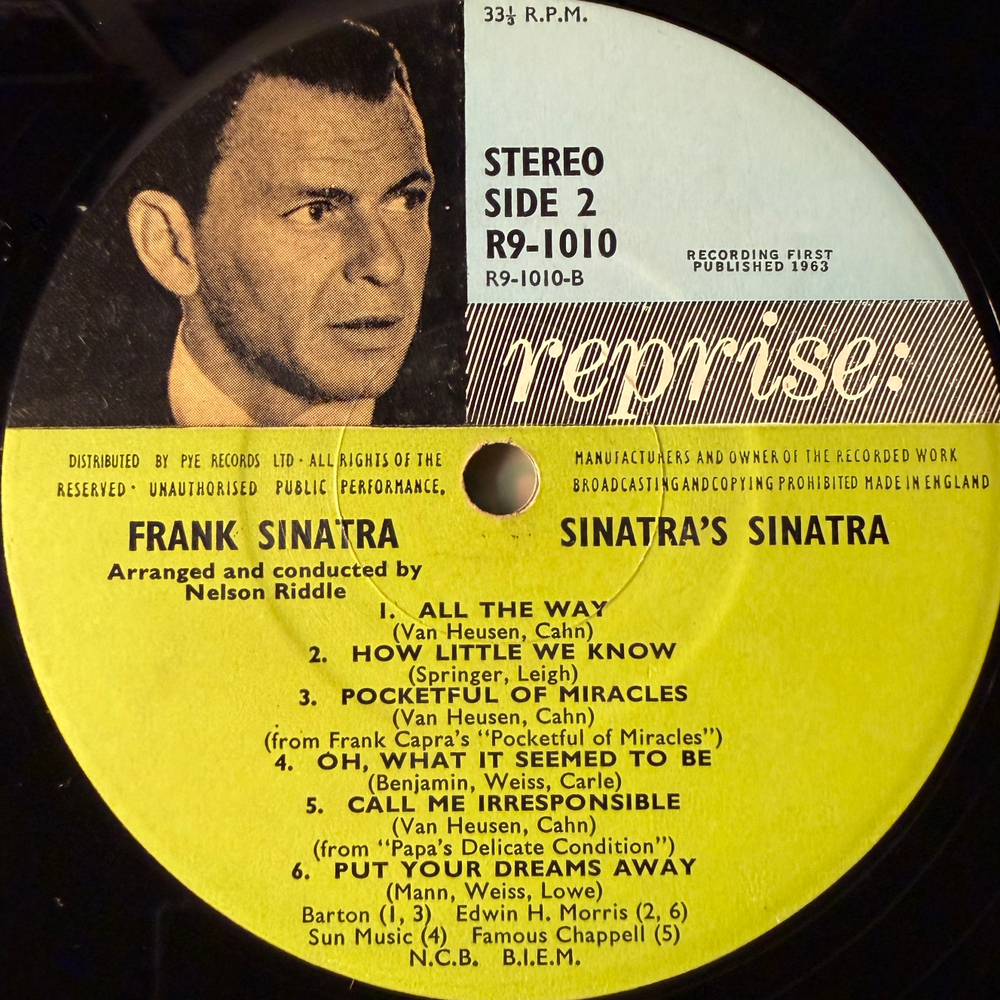 33⅓ R.P.M.
STEREO
SIDE 2
R9-1010
R9-1010-B
RECORDING FIRST
PUBLISHED 1963
reprise:
DISTRIBUTED BY PYE RECORDS LTD · ALL RIGHTS OF THE MANUFACTURERS AND OWNER OF THE RECORDED WORK
RESERVED · UNAUTHORISED PUBLIC PERFORMANCE, BROADCASTING AND COPYING PROHIBITED MADE IN ENGLAND
FRANK SINATRA
Arranged and conducted by
Nelson Riddle
SINATRA'S SINATRA
1. ALL THE WAY
(Van Heusen, Cahn)
2. HOW LITTLE WE KNOW
(Springer, Leigh)
3. POCKETFUL OF MIRACLES
(Van Heusen, Cahn)
(from Frank Capra's "Pocketful of Miracles")
4. OH, WHAT IT SEEMED TO BE
(Benjamin, Weiss, Carle)
5. CALL ME IRRESPONSIBLE
(Van Heusen, Cahn)
(from "Papa's Delicate Condition")
6. PUT YOUR DREAMS AWAY
(Mann, Weiss, Lowe)
Barton (1, 3) Edwin H. Morris (2, 6)
Sun Music (4) Famous Chappell (5)
N.C.B. B.I.E.M.